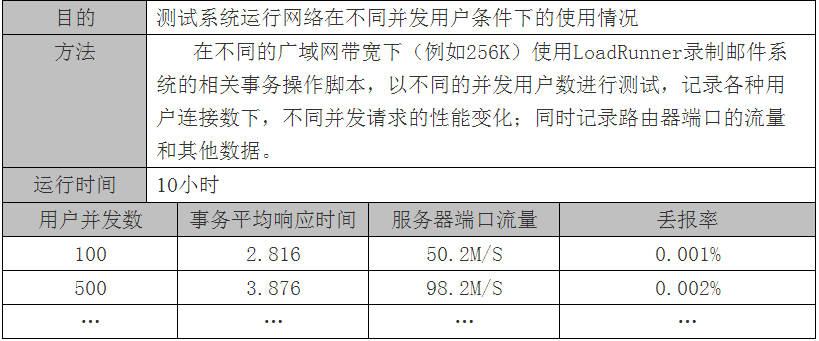 目的 测试系统运行网络在不同并发用户条件下的使用情况
方法 在不同的广域网带宽下（例如256K）使用LoadRunner录制邮件系
统的相关事务操作脚本，以不同的并发用户数进行测试，记录各种用
户连接数下，不同并发请求的性能变化；同时记录路由器端口的流量
和其他数据。
运行时间 10小时
用户并发数 事务平均响应时间 服务器端口流量 丢报率
100 2.816 50.2M/S 0.001%
500 3.876 98.2M/S 0.002%
… … … …